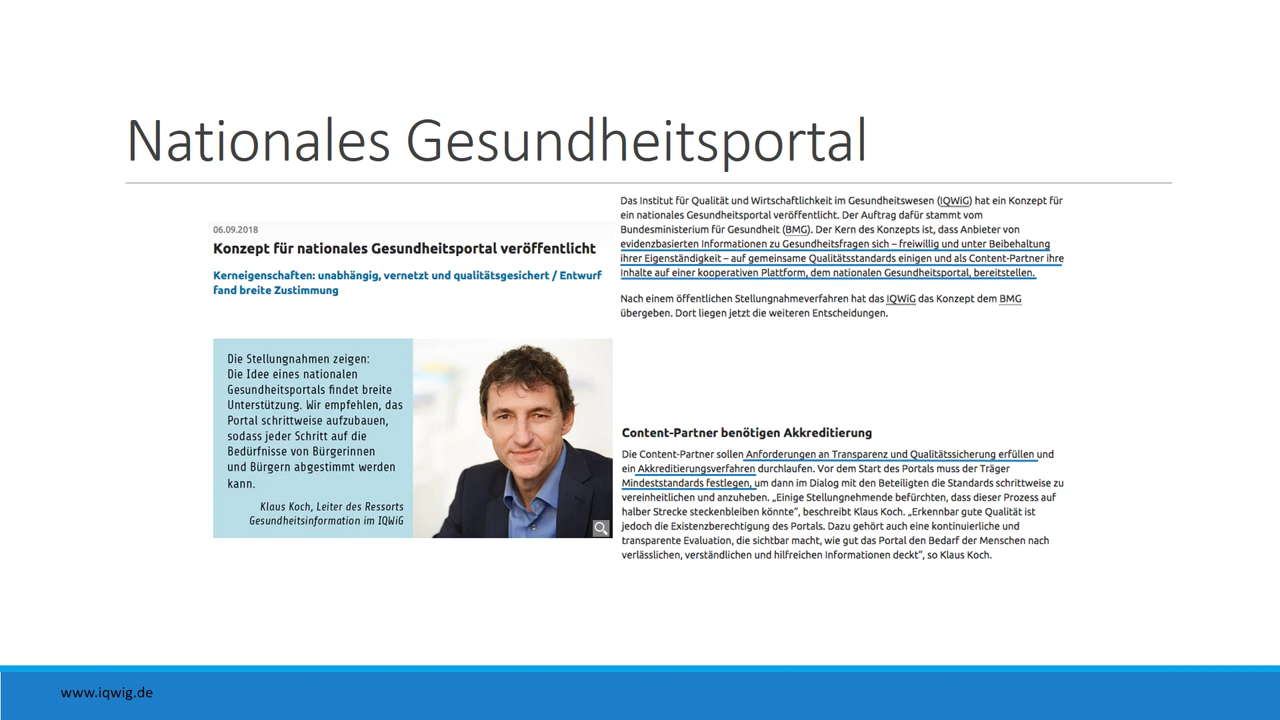 Nationales Gesundheitsportal
06.09.2018
Konzept für nationales Gesundheitsportal veröffentlicht
Kerneigenschaften: unabhängig, vernetzt und qualitätsgesichert / Entwurf
fand breite Zustimmung
Die Stellungnahmen zeigen:
Die Idee eines nationalen
Gesundheitsportals findet breite
Unterstützung. Wir empfehlen, das
Portal schrittweise aufzubauen,
sodass jeder Schritt auf die
Bedürfnisse von Bürgerinnen
und Bürgern abgestimmt werden
kann.
Klaus Koch, Leiter des Ressorts
Gesundheitsinformation im IQWiG
Das Institut für Qualität und Wirtschaftlichkeit im Gesundheitswesen (IQWiG) hat ein Konzept für
ein nationales Gesundheitsportal veröffentlicht. Der Auftrag dafür stammt vom
Bundesministerium für Gesundheit (BMG). Der Kern des Konzepts ist, dass Anbieter von
evidenzbasierten Informationen zu Gesundheitsfragen sich – freiwillig und unter Beibehaltung
ihrer Eigenständigkeit – auf gemeinsame Qualitätsstandards einigen und als Content-Partner ihre
Inhalte auf einer kooperativen Plattform, dem nationalen Gesundheitsportal, bereitstellen.
Nach einem öffentlichen Stellungnahmeverfahren hat das IQWiG das Konzept dem BMG
übergeben. Dort liegen jetzt die weiteren Entscheidungen.
Content-Partner benötigen Akkreditierung
Die Content-Partner sollen Anforderungen an Transparenz und Qualitätssicherung erfüllen und
ein Akkreditierungsverfahren durchlaufen. Vor dem Start des Portals muss der Träger
Mindeststandards festlegen, um dann im Dialog mit den Beteiligten die Standards schrittweise zu
vereinheitlichen und anzuheben. „Einige Stellungnehmende befürchten, dass dieser Prozess auf
halber Strecke steckenbleiben könnte“, beschreibt Klaus Koch. „Erkennbar gute Qualität ist
jedoch die Existenzberechtigung des Portals. Dazu gehört auch eine kontinuierliche und
transparente Evaluation, die sichtbar macht, wie gut das Portal den Bedarf der Menschen nach
verlässlichen, verständlichen und hilfreichen Informationen deckt“, so Klaus Koch.
www.iqwig.de